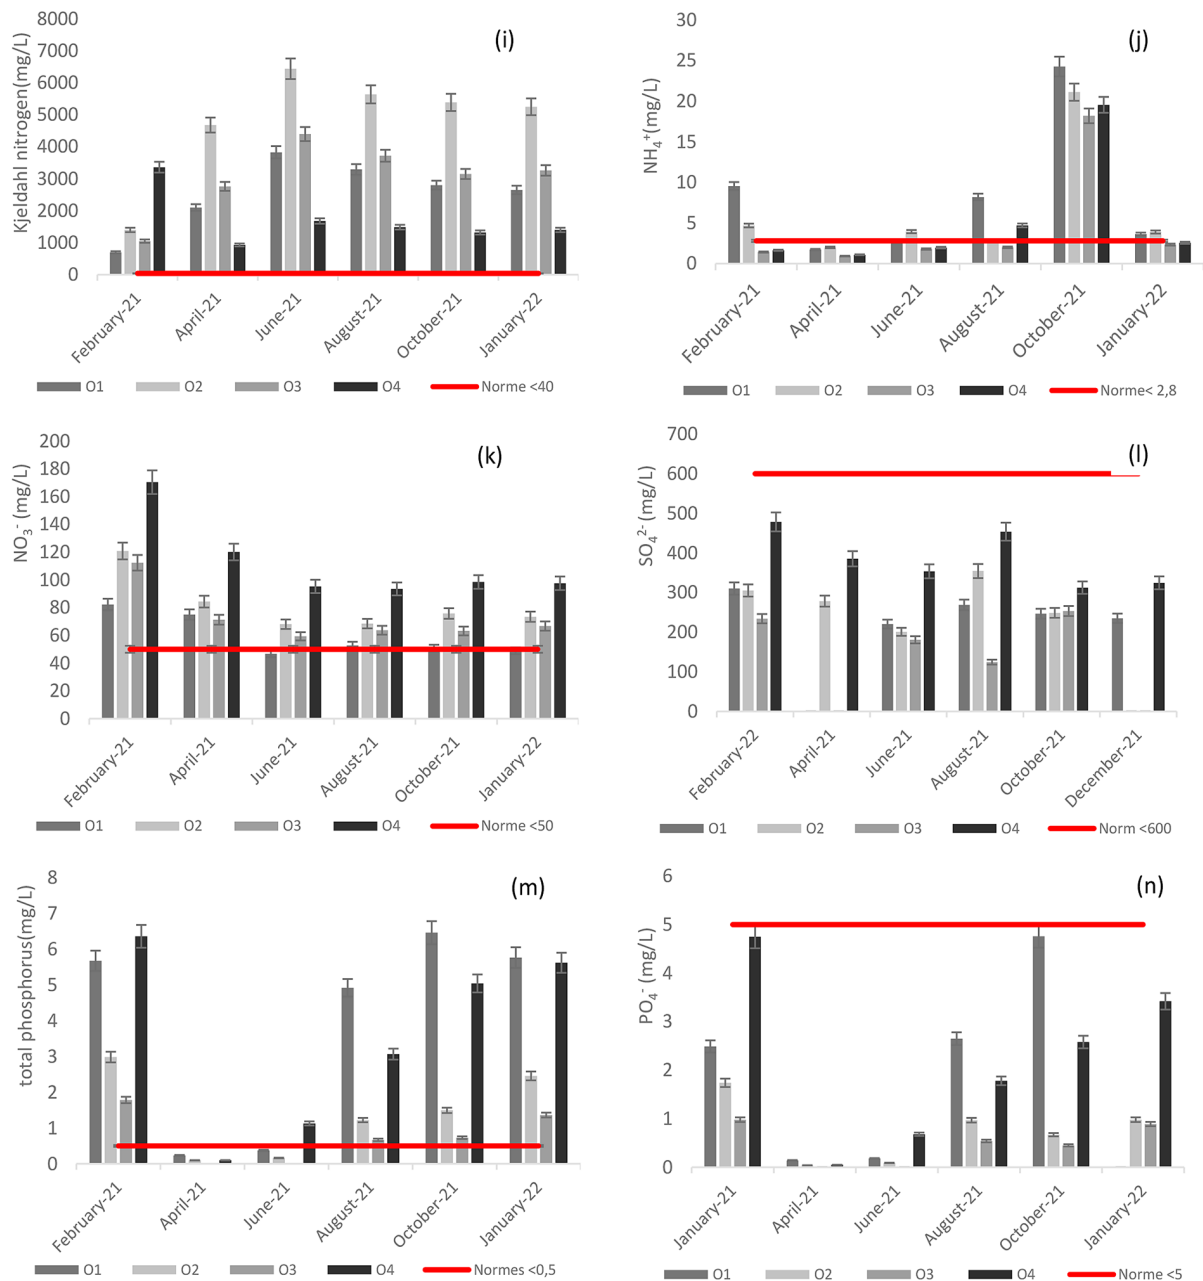 (i)
Kjeldahl nitrogen(mg/L)
8000
7000
6000
5000
4000
3000
2000
1000
0
February-21
April-21
June-21
August-21
October-21
January-22
O1 O2 O3 O4 Norme <40
(j)
NH₄⁺(mg/L)
30
25
20
15
10
5
0
February-21
April-21
June-21
August-21
October-21
January-22
O1 O2 O3 O4 Norme< 2,8
(k)
NO₃⁻ (mg/L)
200
180
160
140
120
100
80
60
40
20
0
February-21
April-21
June-21
August-21
October-21
January-22
O1 O2 O3 O4 Norme <50
(l)
SO₄²⁻ (mg/L)
700
600
500
400
300
200
100
0
February-22
April-21
June-21
August-21
October-21
December-21
O1 O2 O3 O4 Norm <600
(m)
total phosphorus(mg/L)
8
7
6
5
4
3
2
1
0
February-21
April-21
June-21
August-21
October-21
January-22
O1 O2 O3 O4 Normes <0,5
(n)
PO₄⁻ (mg/L)
6
5
4
3
2
1
0
January-21
April-21
June-21
August-21
October-21
January-22
O1 O2 O3 O4 Norme <5